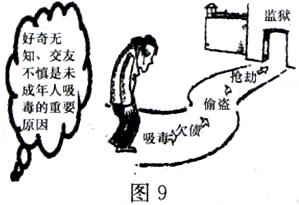 好奇无
知、交友
不慎是未
成年人吸
毒的重要
原因
监狱
抢劫
偷盗
欠债
吸毒
图9